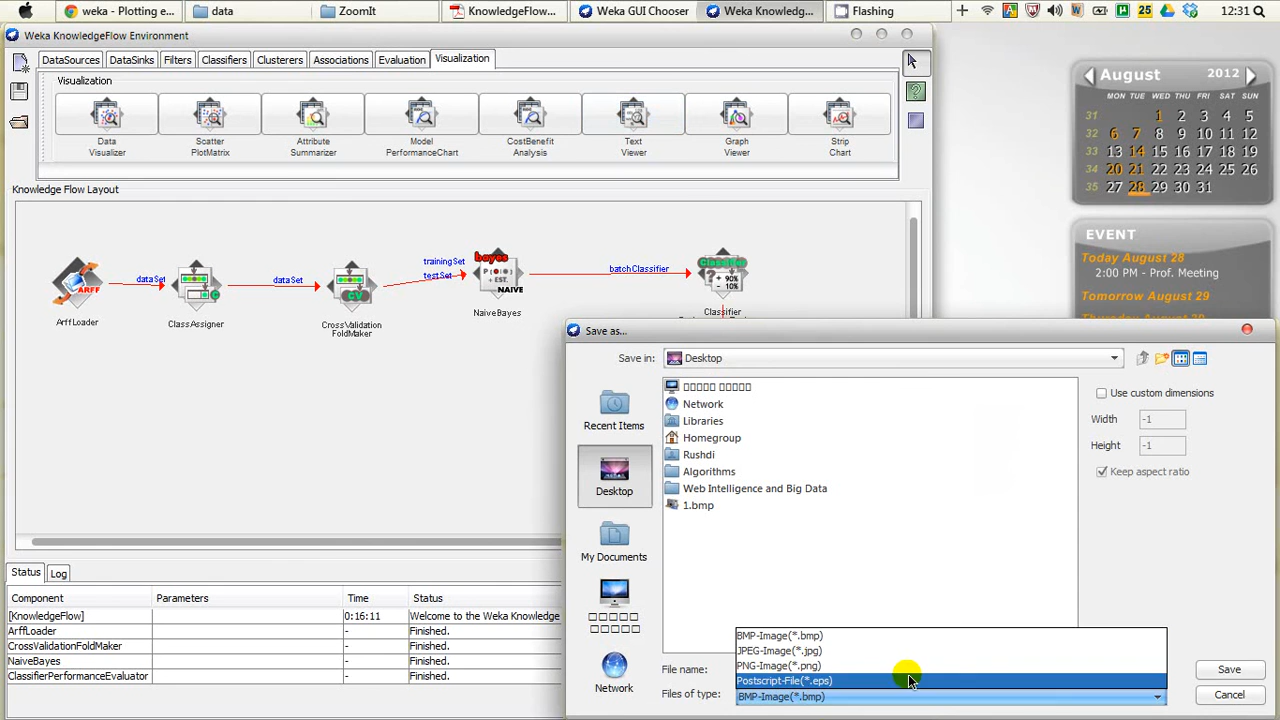 weka - Plotting e...
data
ZoomIt
KnowledgeFlow...
Weka GUI Chooser
Weka Knowledg...
Flashing
25
12:31
Weka KnowledgeFlow Environment
DataSources
DataSinks
Filters
Classifiers
Clusterers
Associations
Evaluation
Visualization
Visualization
Data
Visualizer
Scatter
PlotMatrix
Attribute
Summarizer
Model
PerformanceChart
CostBenefit
Analysis
Text
Viewer
Graph
Viewer
Strip
Chart
Knowledge Flow Layout
ARFF
ArffLoader
dataSet
ClassAssigner
dataSet
CV
CrossValidation
FoldMaker
trainingSet
testSet
bayes
EST.
NAIVE
NaiveBayes
batchClassifier
Classifier
+ 90%
- 10%
Classifier
August 2012
MON TUE WED THU FRI SAT SUN
31 1 2 3 4 5
32 6 7 8 9 10 11 12
33 13 14 15 16 17 18 19
34 20 21 22 23 24 25 26
35 27 28 29 30 31
EVENT
Today August 28
2:00 PM - Prof. Meeting
Tomorrow August 29
Save as...
Save in:
Desktop
Recent Items
Desktop
My Documents
Network
Network
Libraries
Homegroup
Rushdi
Algorithms
Web Intelligence and Big Data
1.bmp
Use custom dimensions
Width -1
Height -1
Keep aspect ratio
File name:
Files of type:
BMP-Image(*.bmp)
JPEG-Image(*.jpg)
PNG-Image(*.png)
Postscript-File(*.eps)
BMP-Image(*.bmp)
Save
Cancel
Status
Log
Component Parameters Time Status
[KnowledgeFlow] 0:16:11 Welcome to the Weka Knowledge
ArffLoader - Finished.
CrossValidationFoldMaker - Finished.
NaiveBayes - Finished.
ClassifierPerformanceEvaluator - Finished.